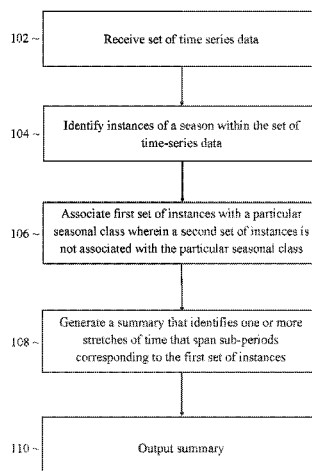 102 ~
Receive set of time series data
104 ~
Identify instances of a season within the set of
time-series data
Associate first set of instances with a particular
106 ~
seasonal class wherein a second set of instances is
not associated with the particular seasonal class
Generate a summary that identifies one or more
108 ~
stretches of time that span sub-periods
corresponding to the first set of instances
110 ~
Output summary